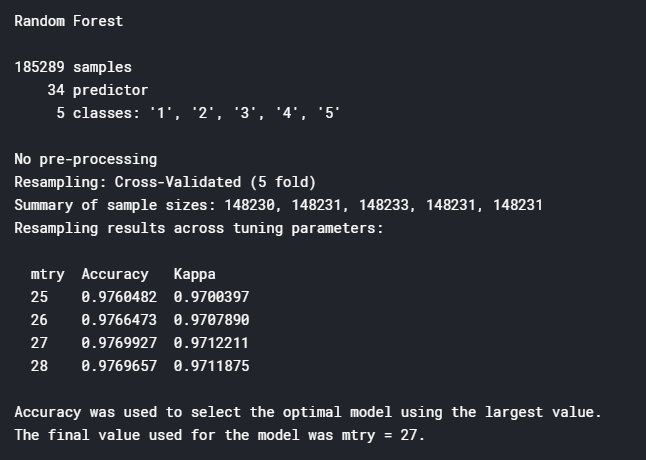 Random Forest
185289 samples
34 predictor
5 classes: '1', '2', '3', '4', '5'
No pre-processing
Resampling: Cross-Validated (5 fold)
Summary of sample sizes: 148230, 148231, 148233, 148231, 148231
Resampling results across tuning parameters:
mtry Accuracy Kappa
25 0.9760482 0.9700397
26 0.9766473 0.9707890
27 0.9769927 0.9712211
28 0.9769657 0.9711875
Accuracy was used to select the optimal model using the largest value.
The final value used for the model was mtry = 27.